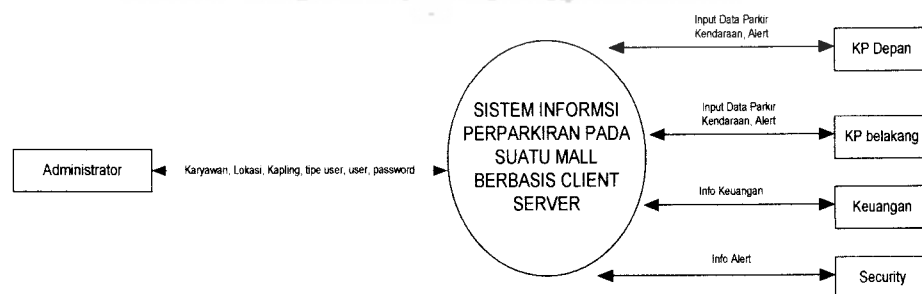 Input Data Parkir
Kendaraan, Alert
KP Depan
SISTEM INFORMSI
PERPARKIRAN PADA
SUATU MALL
BERBASIS CLIENT
SERVER
Input Data Parkir
Kendaraan, Alert
KP belakang
Administrator
Karyawan, Lokasi, Kapling, tipe user, user, password
Info Keuangan
Keuangan
Info Alert
Security